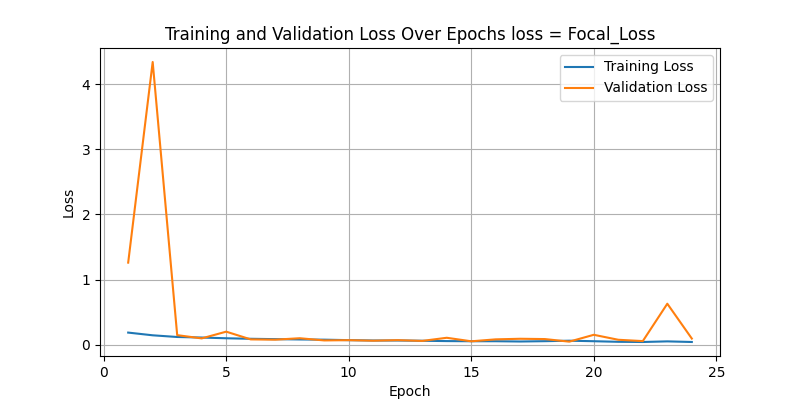 Training and Validation Loss Over Epochs loss = Focal_Loss
Training Loss
Validation Loss
4
3
2
1
0
Loss
0
5
10
15
20
25
Epoch